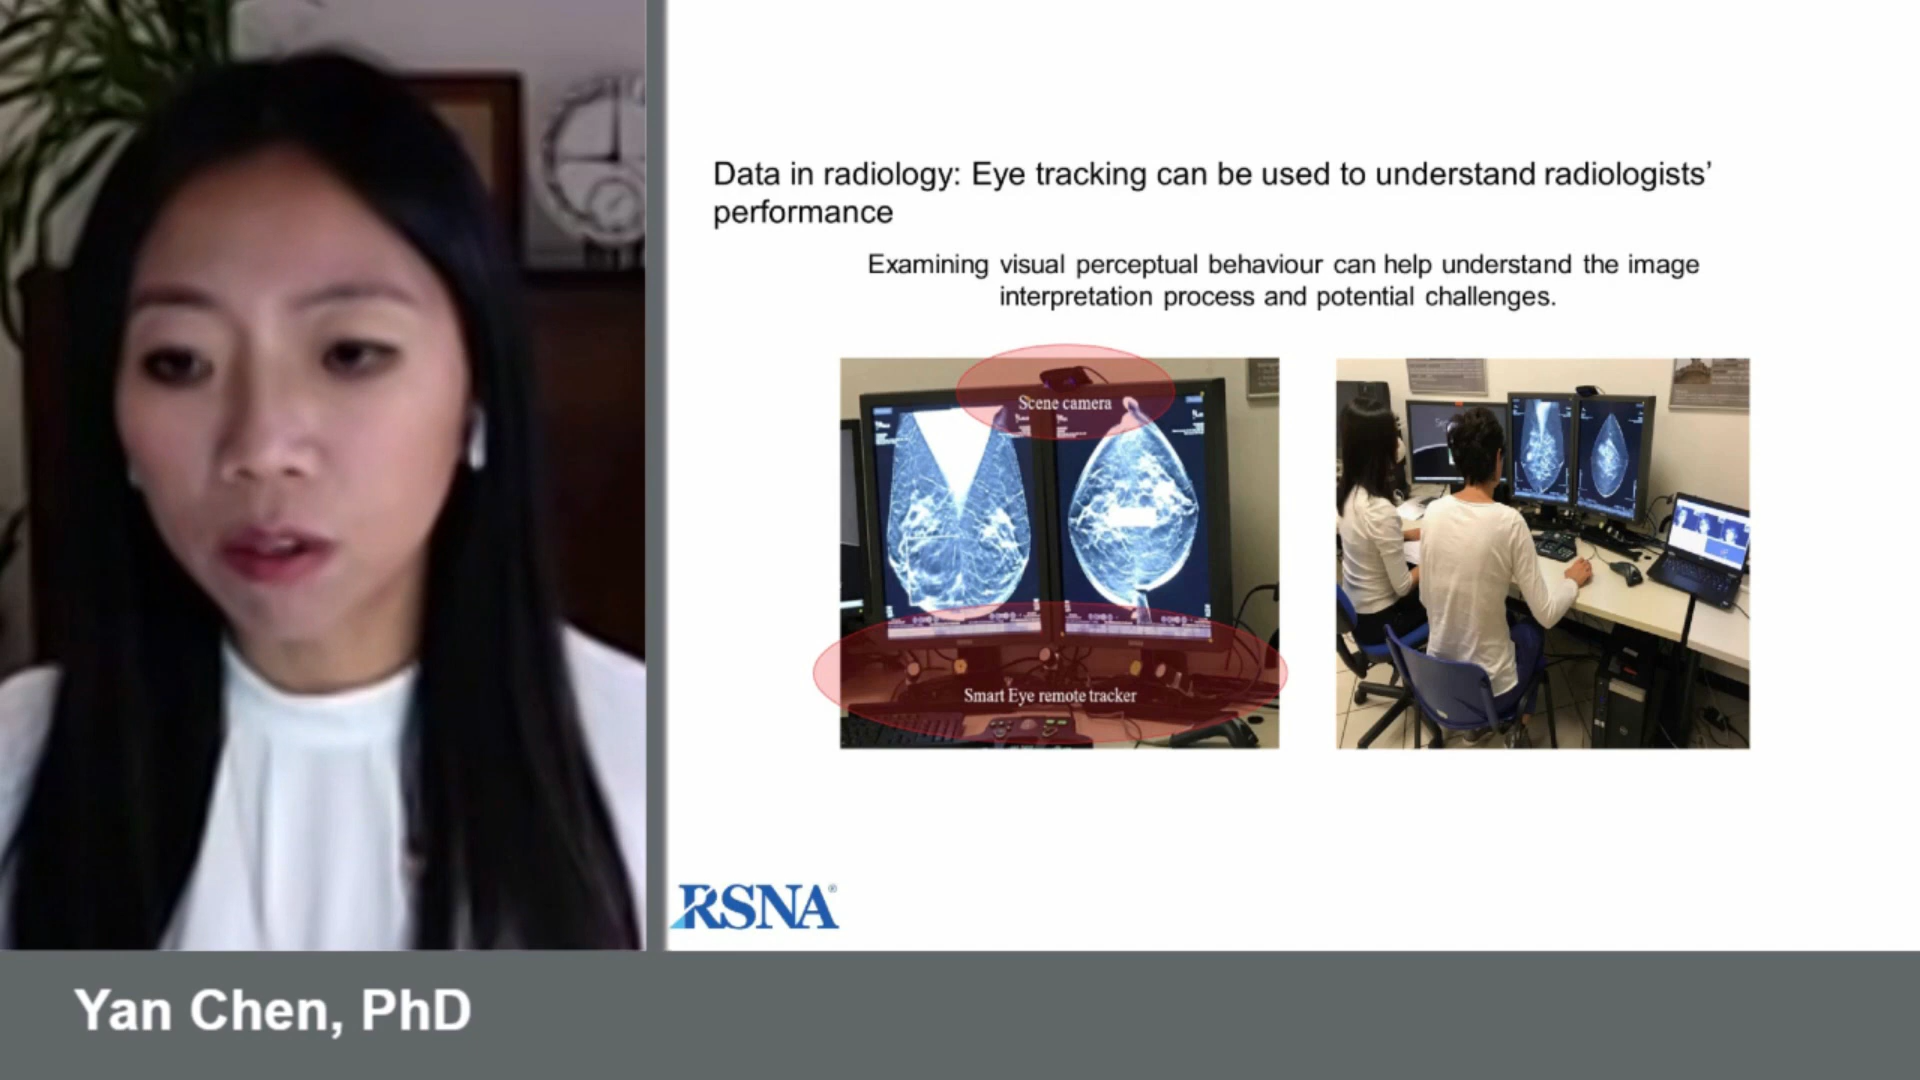 Data in radiology: Eye tracking can be used to understand radiologists’
performance
Examining visual perceptual behaviour can help understand the image
interpretation process and potential challenges.
Scene camera
Smart Eye remote tracker
RSNA®
Yan Chen, PhD